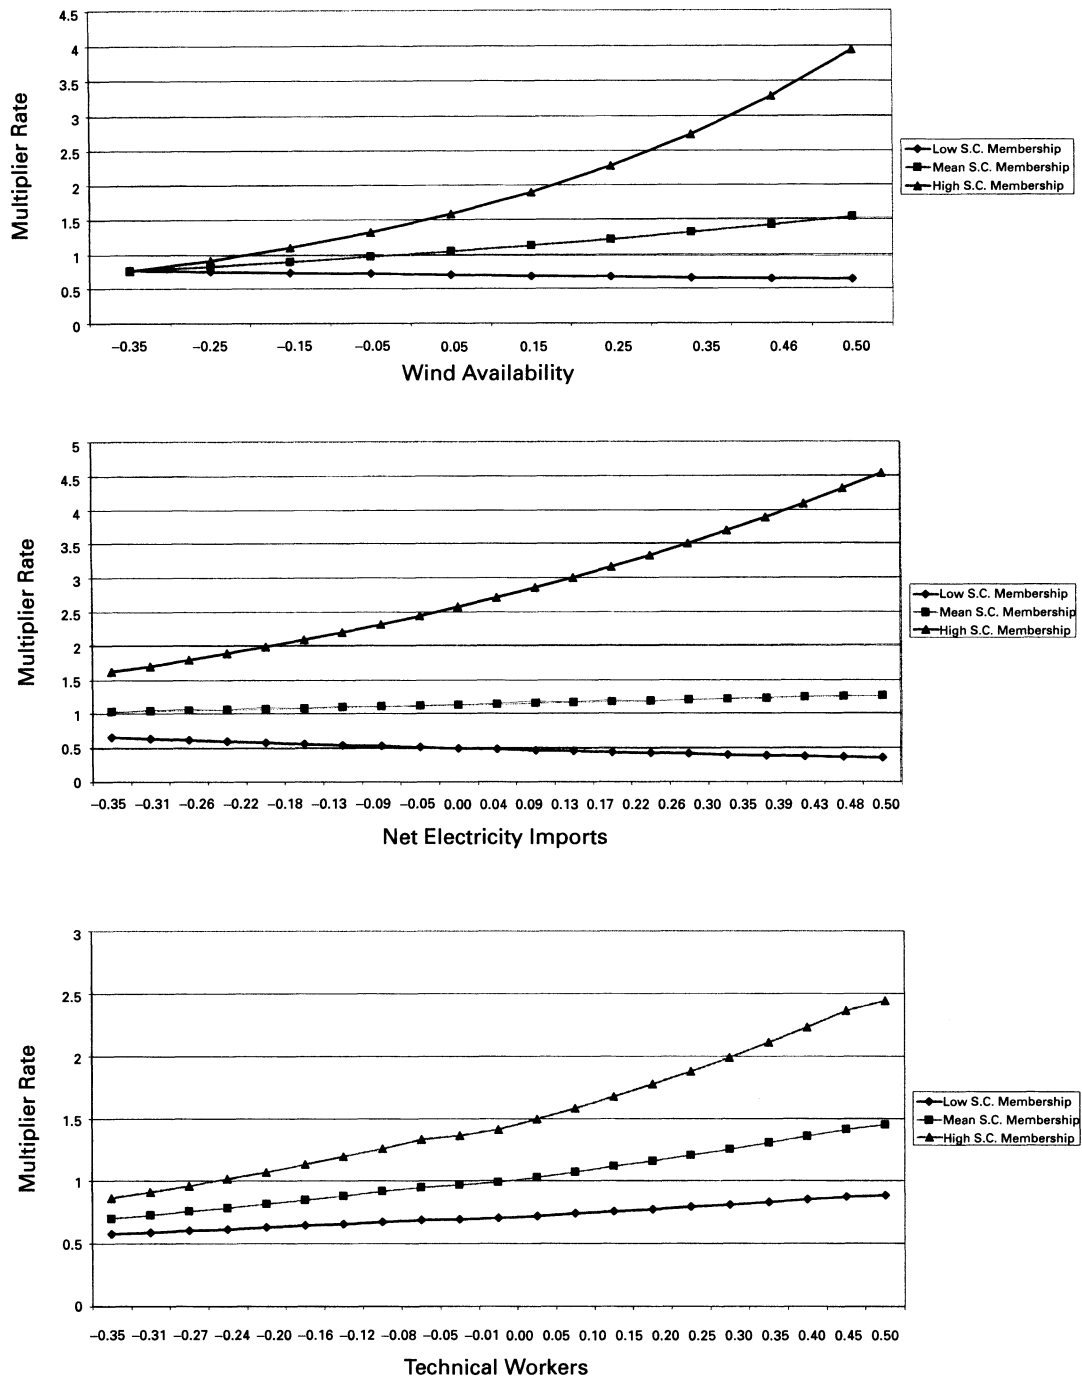 4.5
4
3.5
3
2.5
2
1.5
1
0.5
0
Multiplier Rate
−0.35 −0.25 −0.15 −0.05 0.05 0.15 0.25 0.35 0.46 0.50
Wind Availability
Low S.C. Membership
Mean S.C. Membership
High S.C. Membership
5
4.5
4
3.5
3
2.5
2
1.5
1
0.5
0
Multiplier Rate
−0.35 −0.31 −0.26 −0.22 −0.18 −0.13 −0.09 −0.05 0.00 0.04 0.09 0.13 0.17 0.22 0.26 0.30 0.35 0.39 0.43 0.48 0.50
Net Electricity Imports
Low S.C. Membership
Mean S.C. Membership
High S.C. Membership
3
2.5
2
1.5
1
0.5
0
Multiplier Rate
−0.35 −0.31 −0.27 −0.24 −0.20 −0.16 −0.12 −0.08 −0.05 −0.01 0.00 0.05 0.10 0.15 0.20 0.25 0.30 0.35 0.40 0.45 0.50
Technical Workers
Low S.C. Membership
Mean S.C. Membership
High S.C. Membership